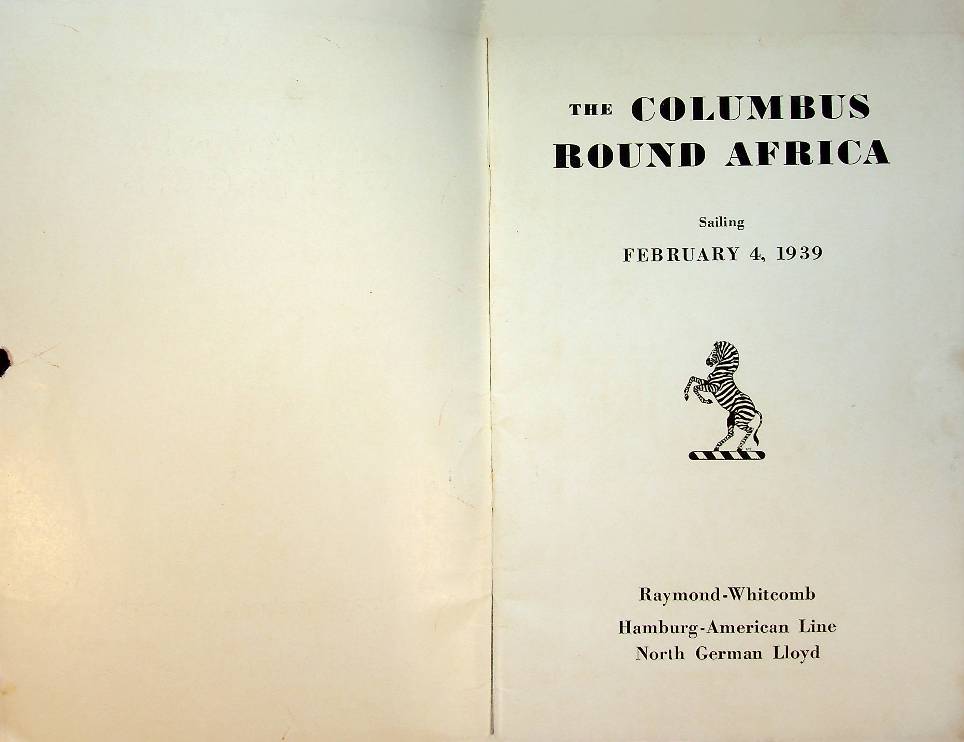 THE COLUMBUS
ROUND AFRICA
Sailing
FEBRUARY 4, 1939
Raymond-Whitcomb
Hamburg-American Line
North German Lloyd